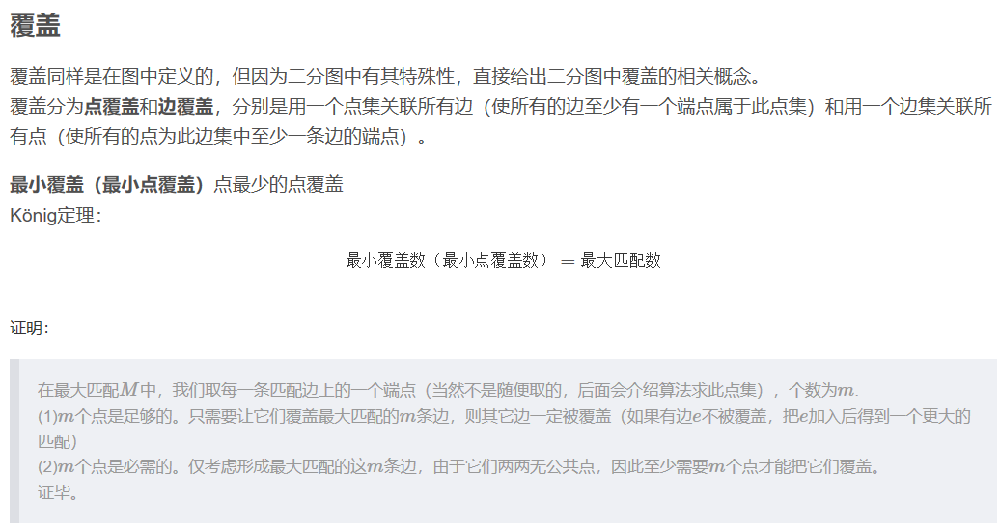 覆盖
覆盖同样是在图中定义的，但因为二分图中有其特殊性，直接给出二分图中覆盖的相关概念。
覆盖分为点覆盖和边覆盖，分别是用一个点集关联所有边（使所有的边至少有一个端点属于此点集）和用一个边集关联所
有点（使所有的点为此边集中至少一条边的端点）。
最小覆盖（最小点覆盖）点最少的点覆盖
König定理：
最小覆盖数（最小点覆盖数） = 最大匹配数
证明：
在最大匹配M中，我们取每一条匹配边上的一个端点（当然不是随便取的，后面会介绍算法求此点集），个数为m.
(1)m个点是足够的。只需要让它们覆盖最大匹配的m条边，则其它边一定被覆盖（如果有边e不被覆盖，把e加入后得到一个更大的
匹配）
(2)m个点是必需的。仅考虑形成最大匹配的这m条边，由于它们两两无公共点，因此至少需要m个点才能把它们覆盖。
证毕。